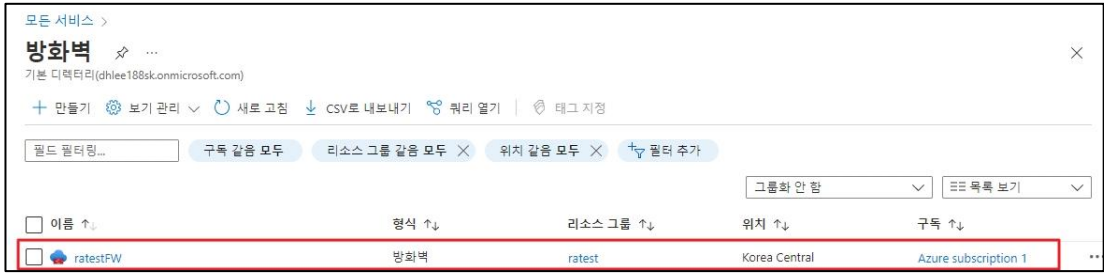 모든 서비스 >
방화벽 ...
기본 디렉터리(dhlee188sk.onmicrosoft.com)
+ 만들기 보기 관리 새로 고침 CSV로 내보내기 쿼리 열기 태그 지정
필드 필터링... 구독 같음 모두 리소스 그룹 같음 모두 위치 같음 모두 필터 추가
그룹화 안 함 목록 보기
이름 ↑↓ 형식 ↑↓ 리소스 그룹 ↑↓ 위치 ↑↓ 구독 ↑↓
ratestFW 방화벽 ratest Korea Central Azure subscription 1 ...